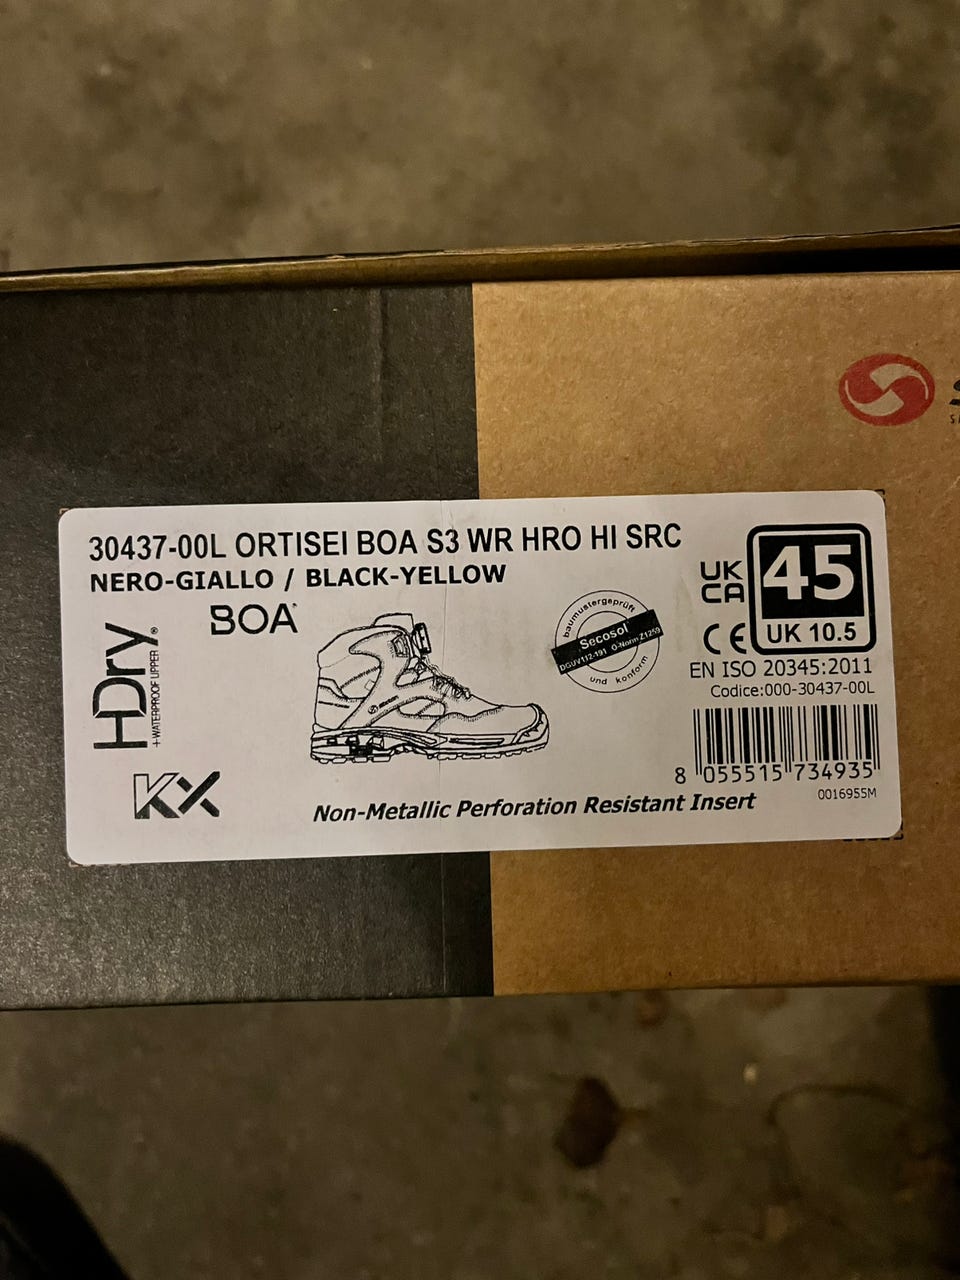 30437-00L ORTISEI BOA S3 WR HRO HI SRC
NERO-GIALLO / BLACK-YELLOW
BOA®
HDry®
+WATERPROOF UPPER
KX
baumustergeprüft
Secosol
DGUV112-191 O-Norm Z1259
und konform
UK
CA
45
UK 10.5
CE
EN ISO 20345:2011
Codice:000-30437-00L
8 055515 734935
0016955M
Non-Metallic Perforation Resistant Insert